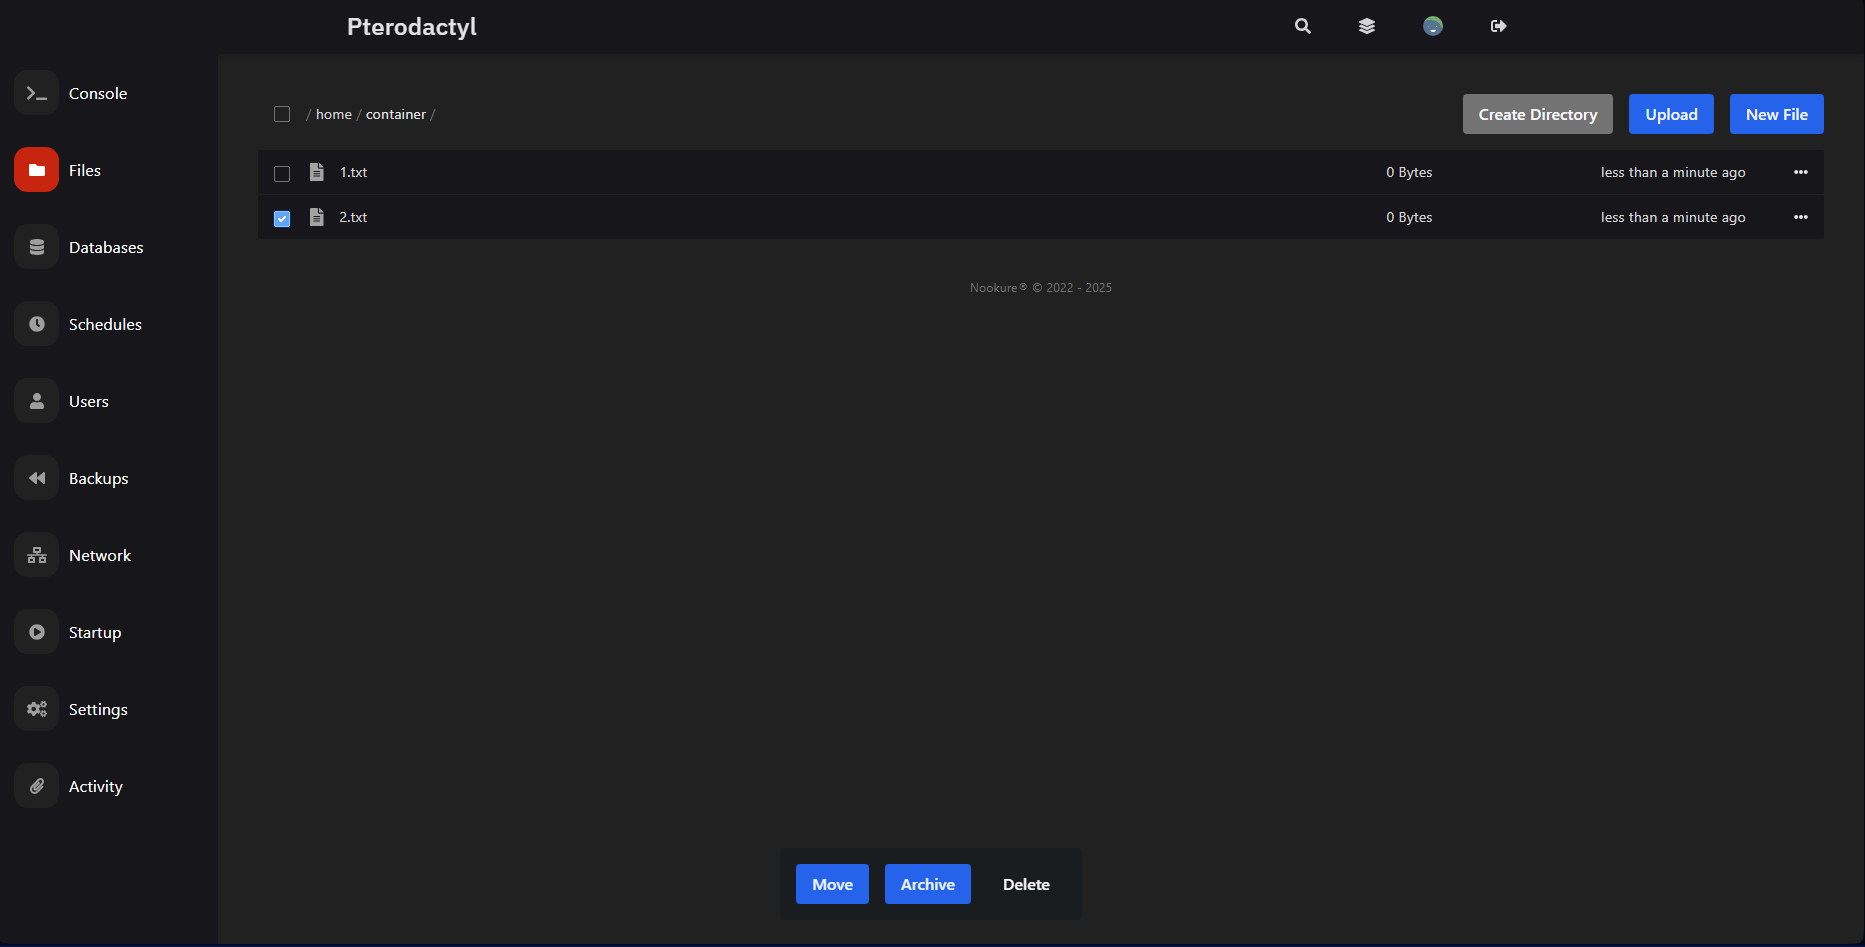 Pterodactyl
Console
Files
Databases
Schedules
Users
Backups
Network
Startup
Settings
Activity
/ home / container /
Create Directory
Upload
New File
1.txt 0 Bytes less than a minute ago
2.txt 0 Bytes less than a minute ago
Nookure® © 2022 - 2025
Move
Archive
Delete